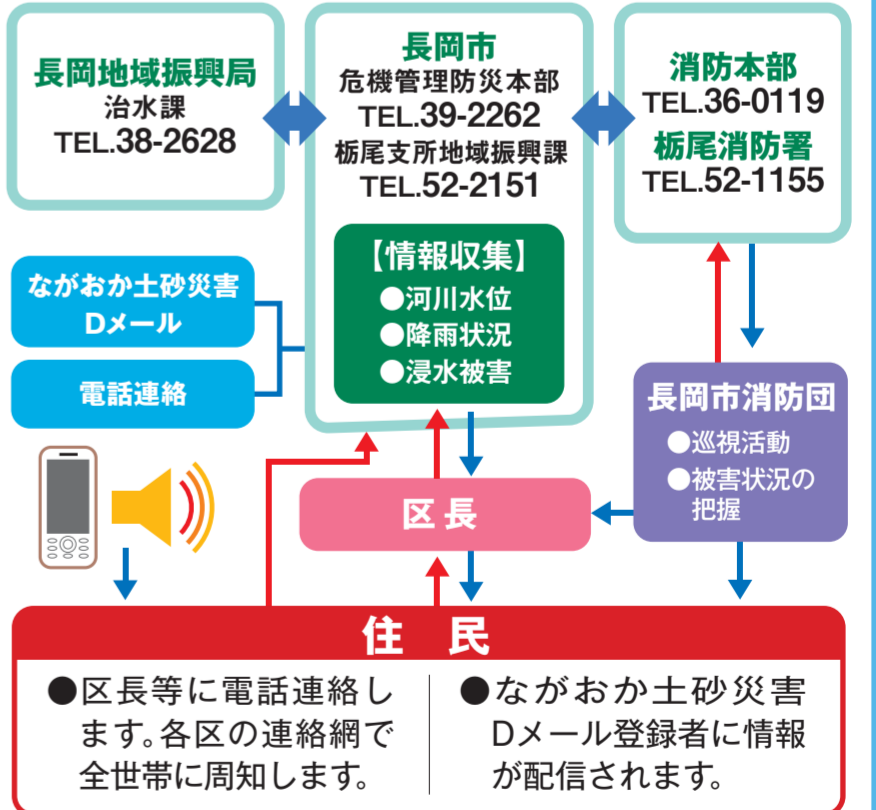 長岡地域振興局
治水課
TEL.38-2628
長岡市
危機管理防災本部
TEL.39-2262
栃尾支所地域振興課
TEL.52-2151
消防本部
TEL.36-0119
栃尾消防署
TEL.52-1155
【情報収集】
●河川水位
●降雨状況
●浸水被害
ながおか土砂災害
Dメール
電話連絡
長岡市消防団
●巡視活動
●被害状況の
把握
区長
住　民
●区長等に電話連絡し
ます。各区の連絡網で
全世帯に周知します。
●ながおか土砂災害
Dメール登録者に情報
が配信されます。